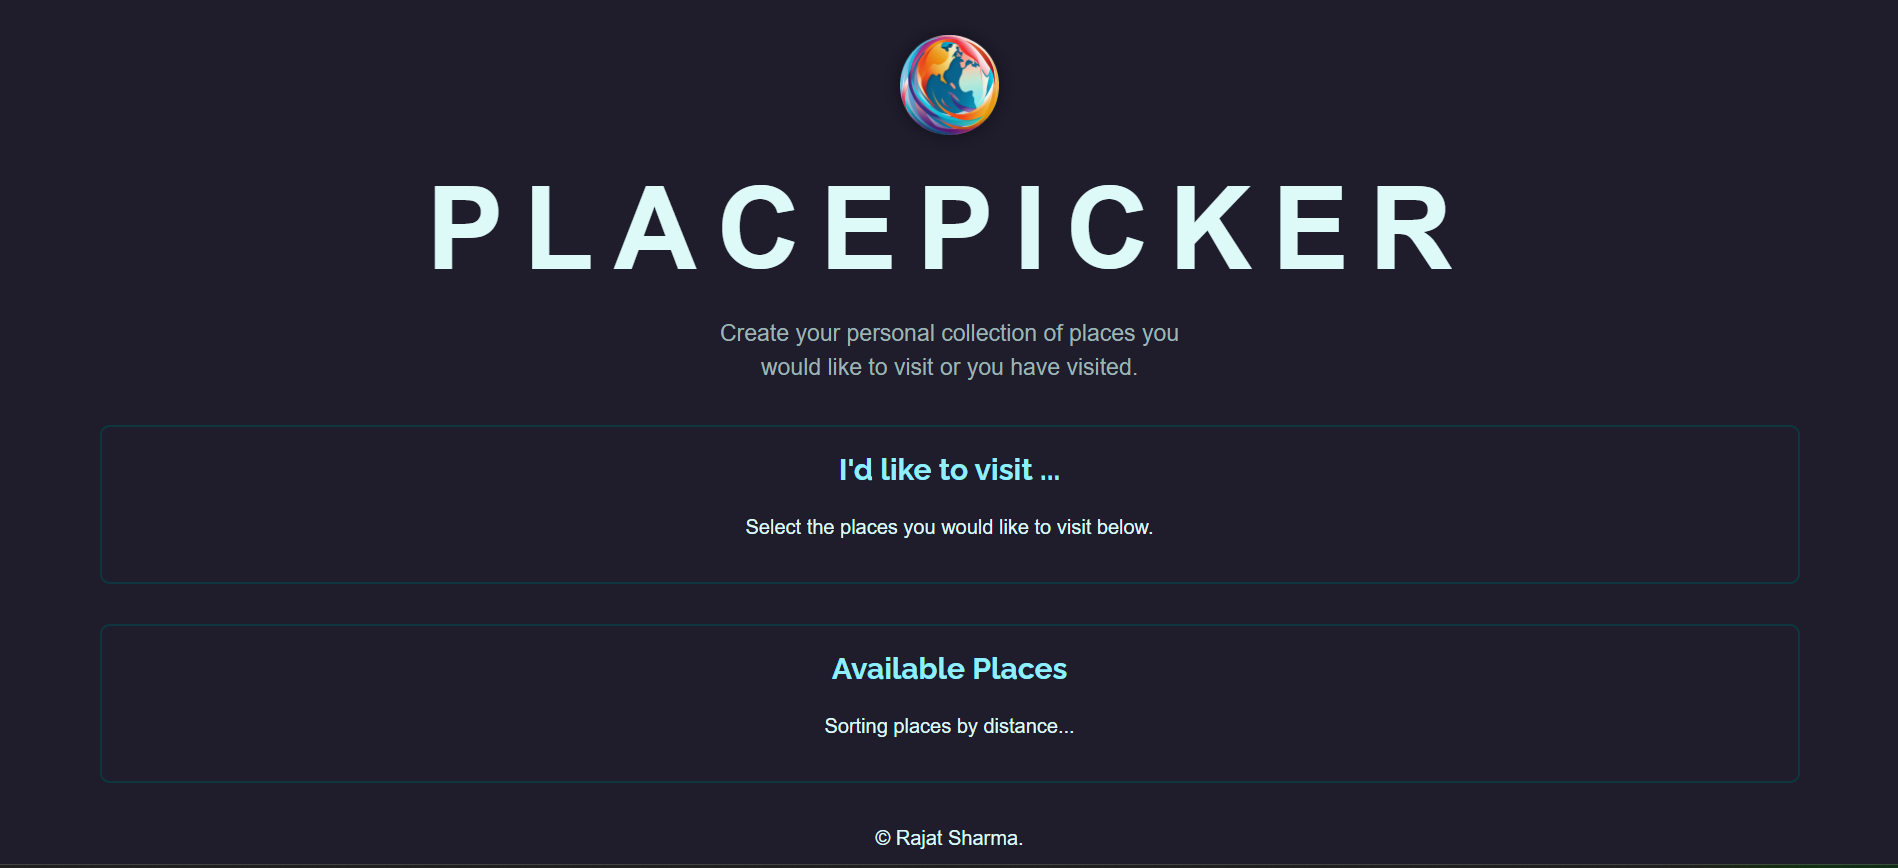 PLACEPICKER
Create your personal collection of places you
would like to visit or you have visited.
I'd like to visit ...
Select the places you would like to visit below.
Available Places
Sorting places by distance...
© Rajat Sharma.